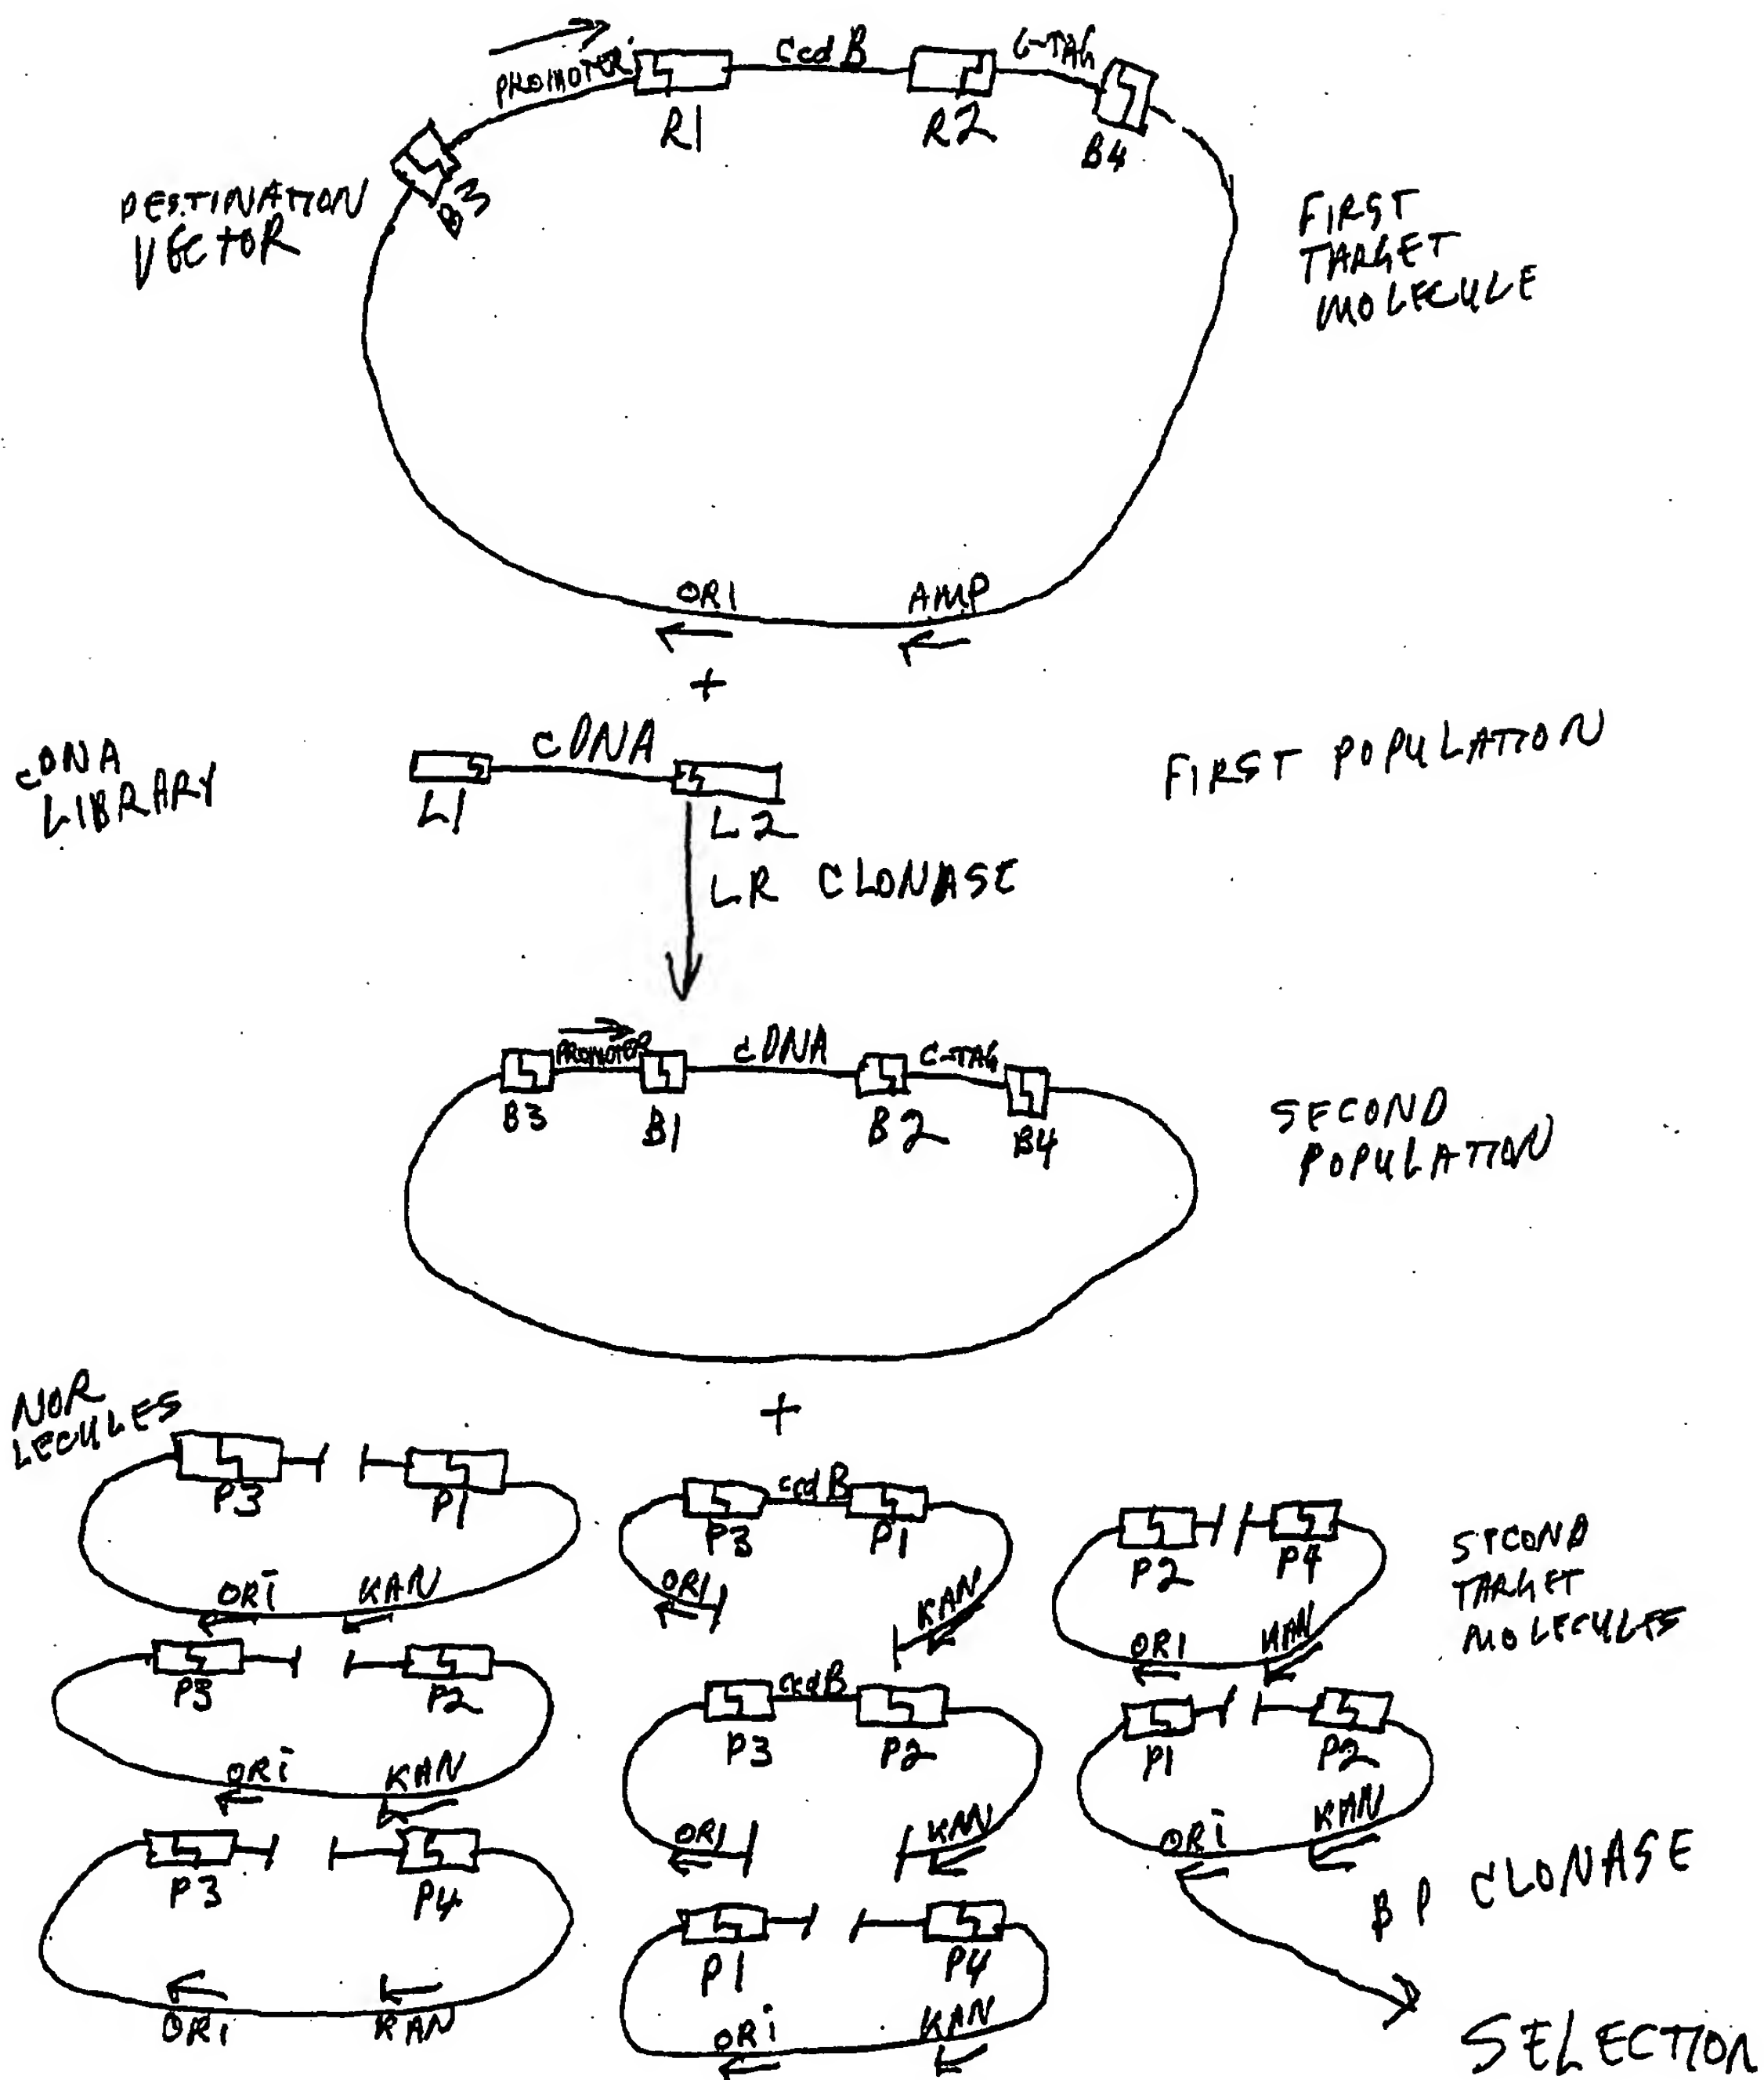 PROMOTER
CcdB
C-TAG
R1
R2
B4
B3
DESTINATION
VECTOR
FIRST
TARGET
MOLECULE
ORI
AMP
+
cDNA
LIBRARY
cDNA
L1
L2
FIRST POPULATION
LR CLONASE
PROMOTER
cDNA
C-TAG
B3
B1
B2
B4
SECOND
POPULATION
+
NOR
LECULES
P3
P1
ORI
KAN
ccdB
P3
P1
ORI
KAN
P2
P4
ORI
KAN
SECOND
TARGET
MOLECULES
P3
P2
ORI
KAN
ccdB
P3
P2
ORI
KAN
P1
P2
ORI
KAN
BP CLONASE
P3
P4
ORI
KAN
P1
P4
ORI
KAN
SELECTION